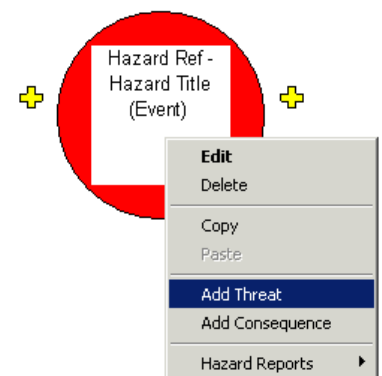 Hazard Ref -
Hazard Title
(Event)
Edit
Delete
Copy
Paste
Add Threat
Add Consequence
Hazard Reports